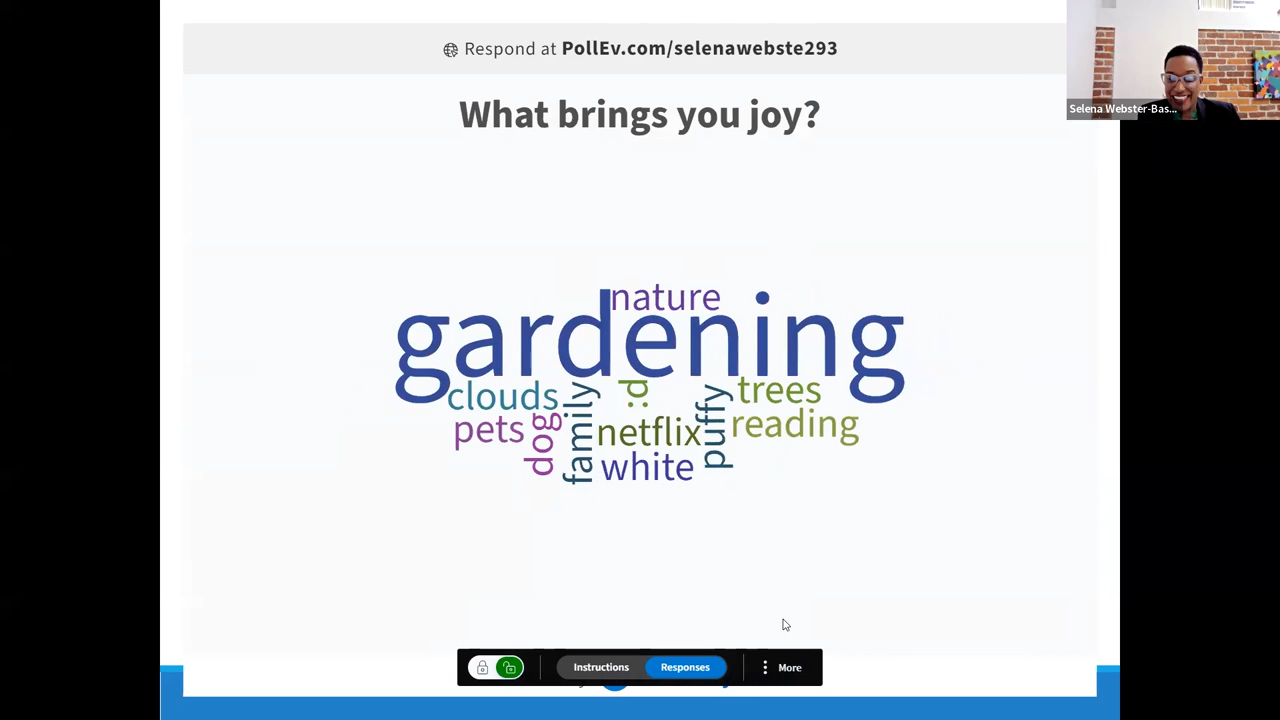 Respond at PollEv.com/selenawebste293
What brings you joy?
Selena Webster-Bas...
nature
gardening
clouds
family
:d
puffy
trees
pets
dog
netflix
reading
white
Instructions
Responses
More